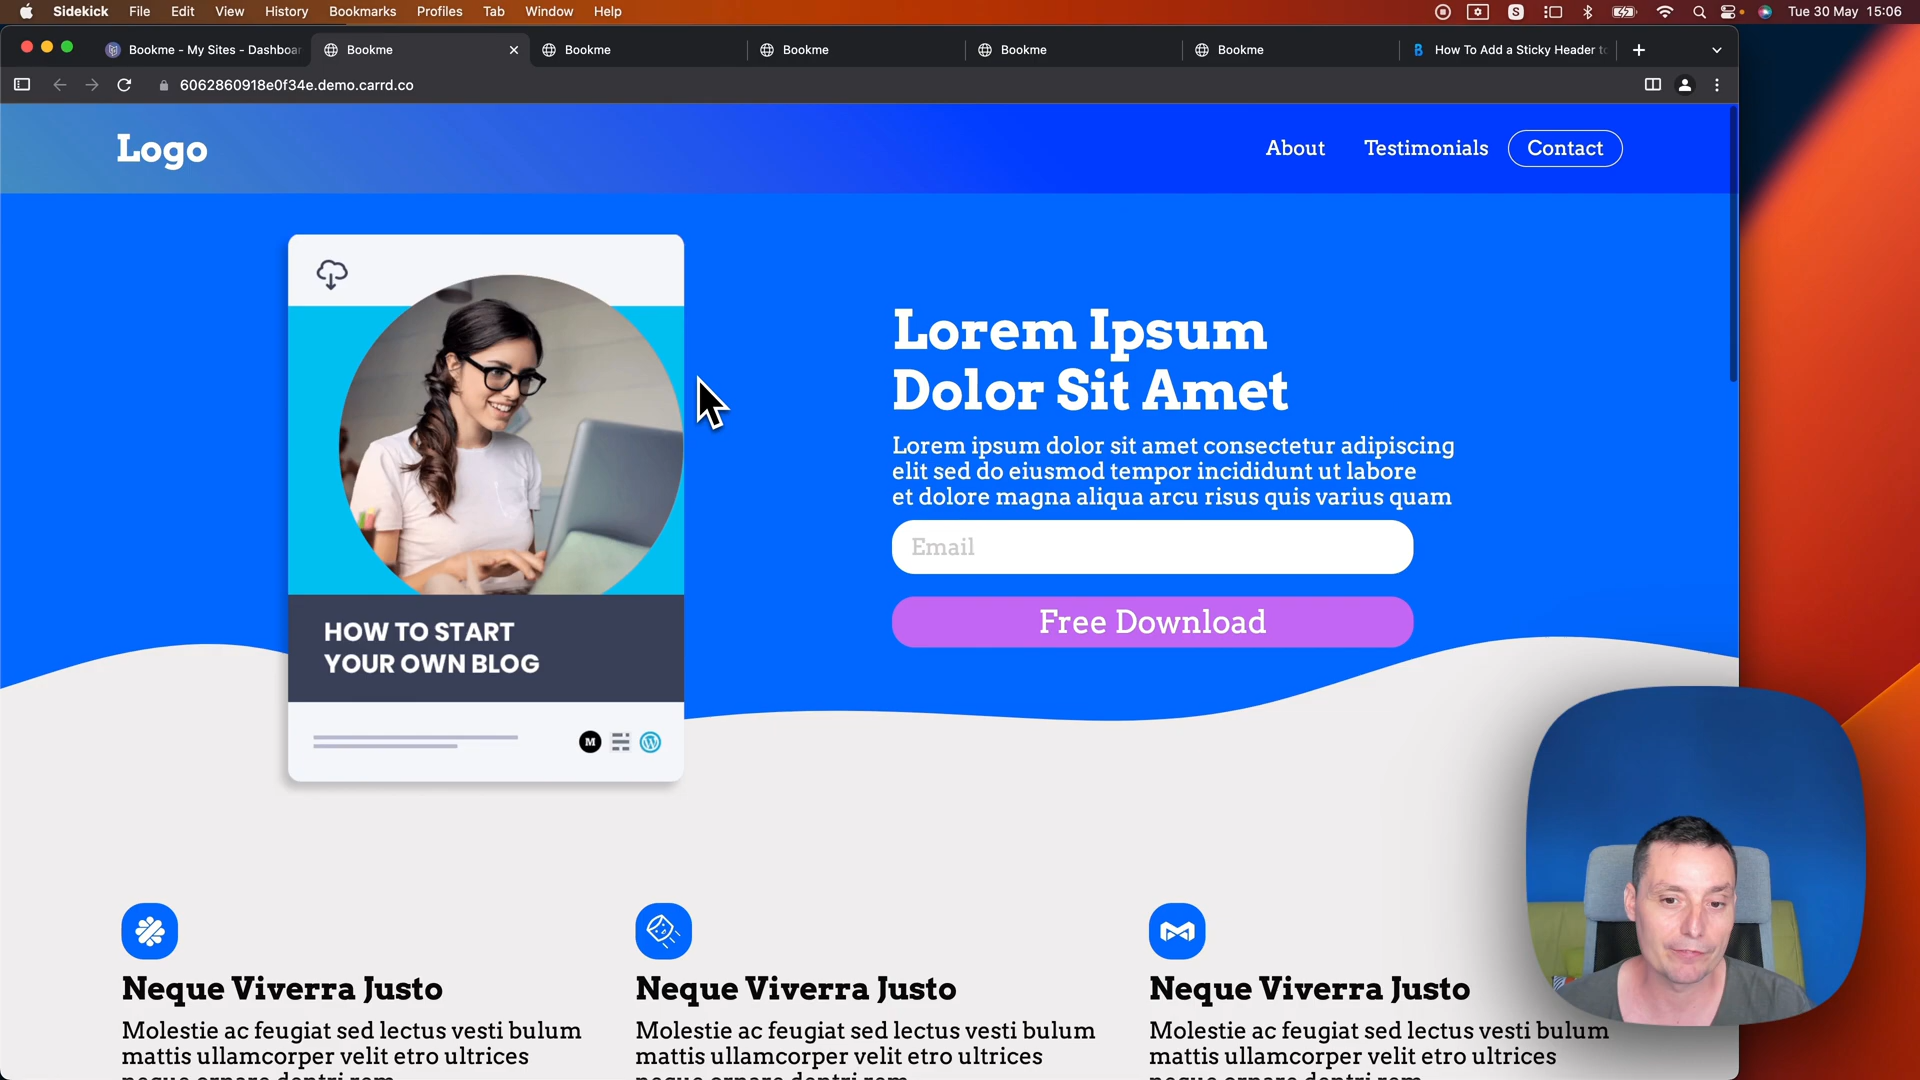 Sidekick File Edit View History Bookmarks Profiles Tab Window Help
S
Tue 30 May 15:06
Bookme - My Sites - Dashboar
Bookme
Bookme
Bookme
Bookme
Bookme
How To Add a Sticky Header to
6062860918e0f34e.demo.carrd.co
Logo
About Testimonials Contact
Lorem Ipsum
Dolor Sit Amet
Lorem ipsum dolor sit amet consectetur adipiscing
elit sed do eiusmod tempor incididunt ut labore
et dolore magna aliqua arcu risus quis varius quam
Email
Free Download
HOW TO START
YOUR OWN BLOG
M
Neque Viverra Justo
Molestie ac feugiat sed lectus vesti bulum
mattis ullamcorper velit etro ultrices
Neque Viverra Justo
Molestie ac feugiat sed lectus vesti bulum
mattis ullamcorper velit etro ultrices
Neque Viverra Justo
Molestie ac feugiat sed lectus vesti bulum
mattis ullamcorper velit etro ultrices